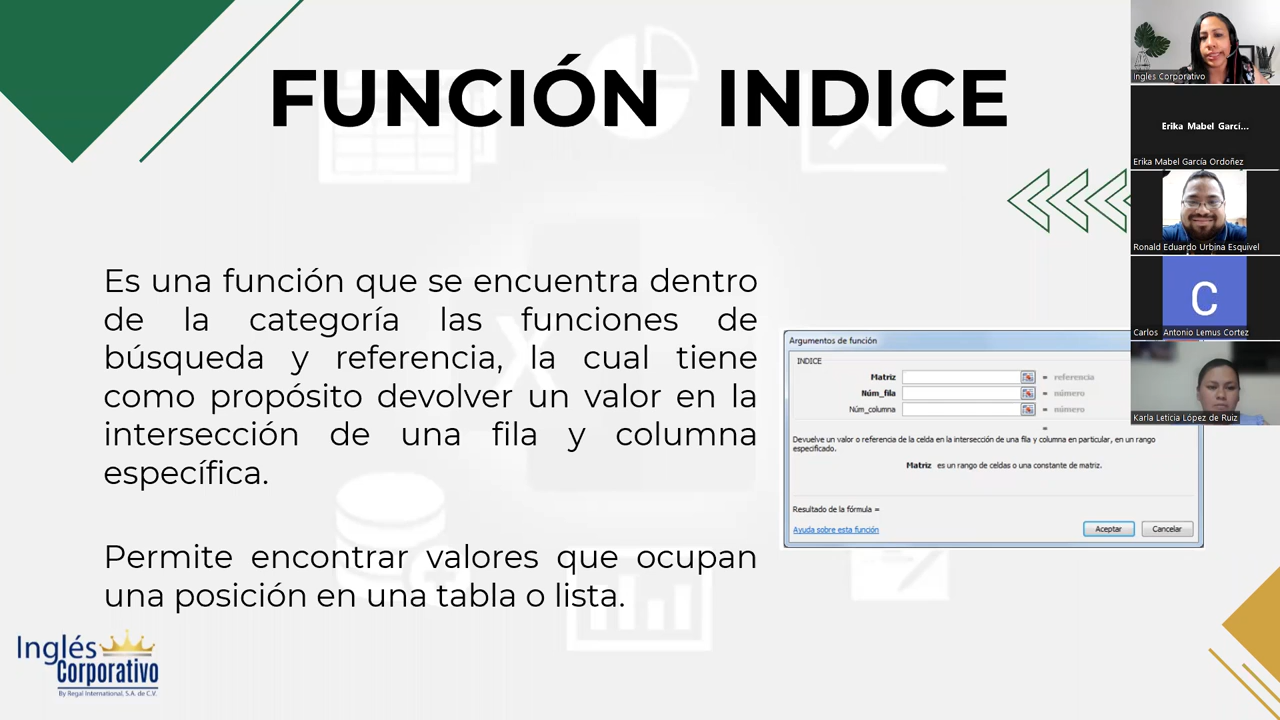 FUNCIÓN INDICE
Es una función que se encuentra dentro
de la categoría las funciones de
búsqueda y referencia, la cual tiene
como propósito devolver un valor en la
intersección de una fila y columna
específica.
Permite encontrar valores que ocupan
una posición en una tabla o lista.
Argumentos de función
INDICE
Matriz = referencia
Núm_fila = número
Núm_columna = número
=
Devuelve un valor o referencia de la celda en la intersección de una fila y columna en particular, en un rango
especificado.
Matriz es un rango de celdas o una constante de matriz.
Resultado de la fórmula =
Ayuda sobre esta función
Aceptar
Cancelar
Inglés
Corporativo
By Regal International, S.A. de C.V.
Inglés Corporativo
Erika Mabel Garcí...
Erika Mabel García Ordoñez
Ronald Eduardo Urbina Esquivel
C
Carlos Antonio Lemus Cortez
Karla Leticia López de Ruiz